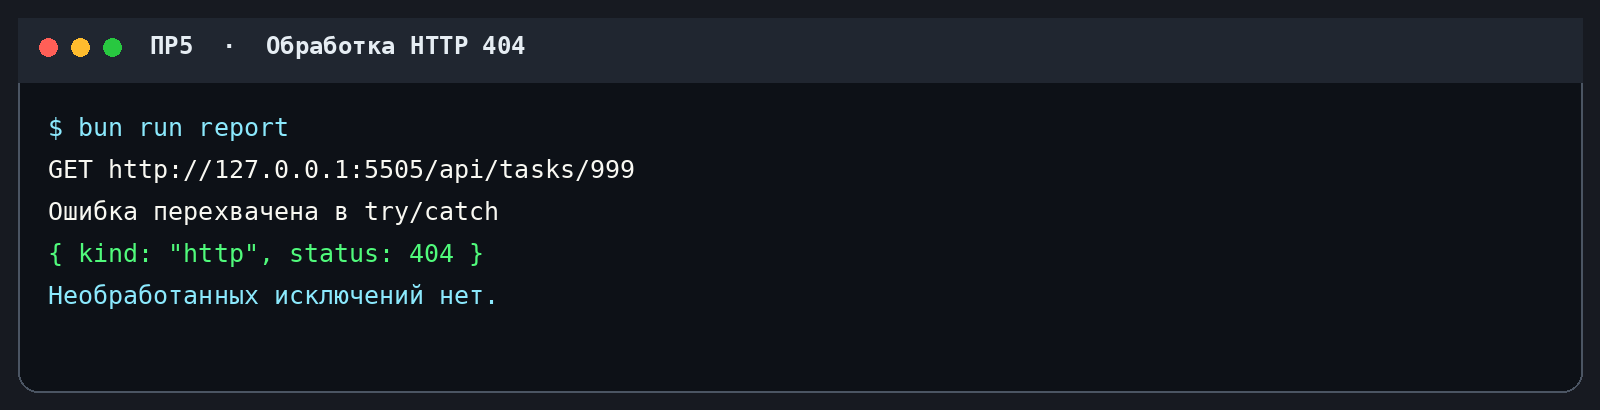 ПР5 · Обработка HTTP 404
$ bun run report
GET http://127.0.0.1:5505/api/tasks/999
Ошибка перехвачена в try/catch
{ kind: "http", status: 404 }
Необработанных исключений нет.